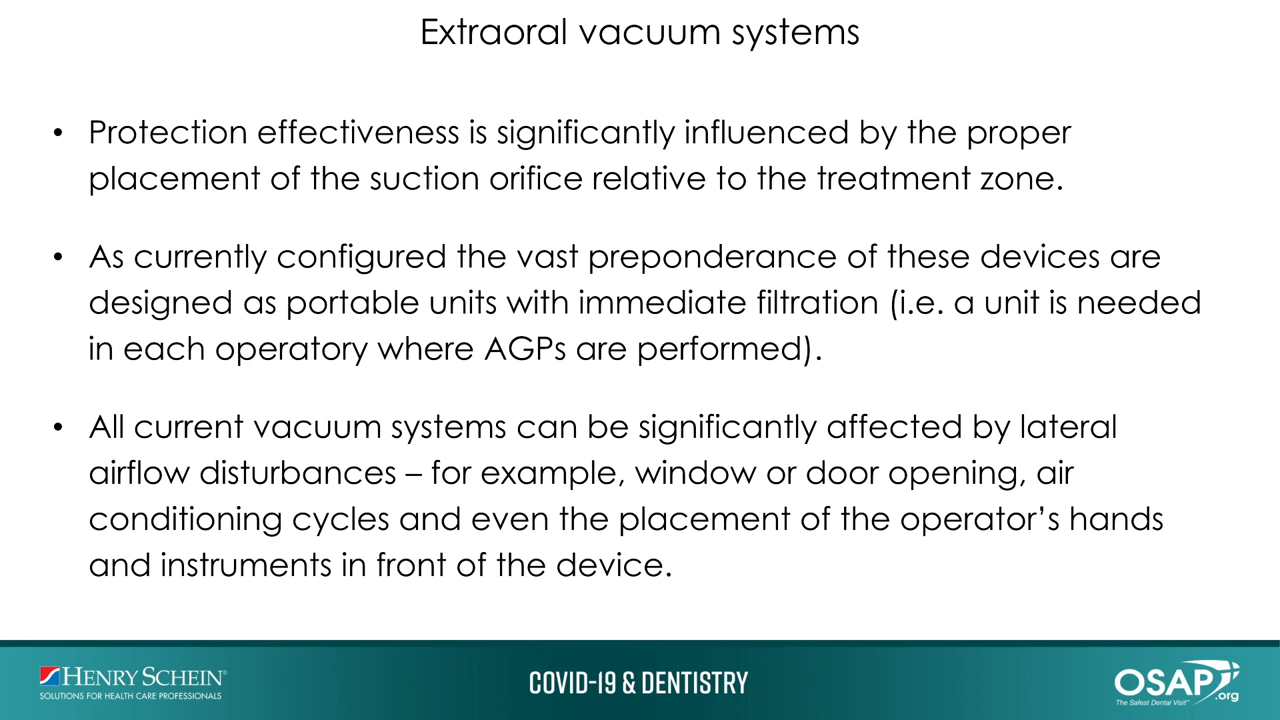 Extraoral vacuum systems
• Protection effectiveness is significantly influenced by the proper
placement of the suction orifice relative to the treatment zone.
• As currently configured the vast preponderance of these devices are
designed as portable units with immediate filtration (i.e. a unit is needed
in each operatory where AGPs are performed).
• All current vacuum systems can be significantly affected by lateral
airflow disturbances – for example, window or door opening, air
conditioning cycles and even the placement of the operator’s hands
and instruments in front of the device.
HENRY SCHEIN®
SOLUTIONS FOR HEALTH CARE PROFESSIONALS
COVID-19 & DENTISTRY
OSAP.org
The Safest Dental Visit™